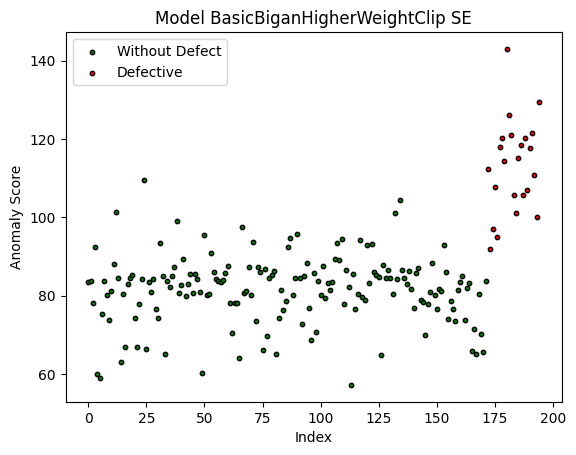 Model BasicBiganHigherWeightClip SE
Without Defect
Defective
Anomaly Score
140
120
100
80
60
0 25 50 75 100 125 150 175 200
Index